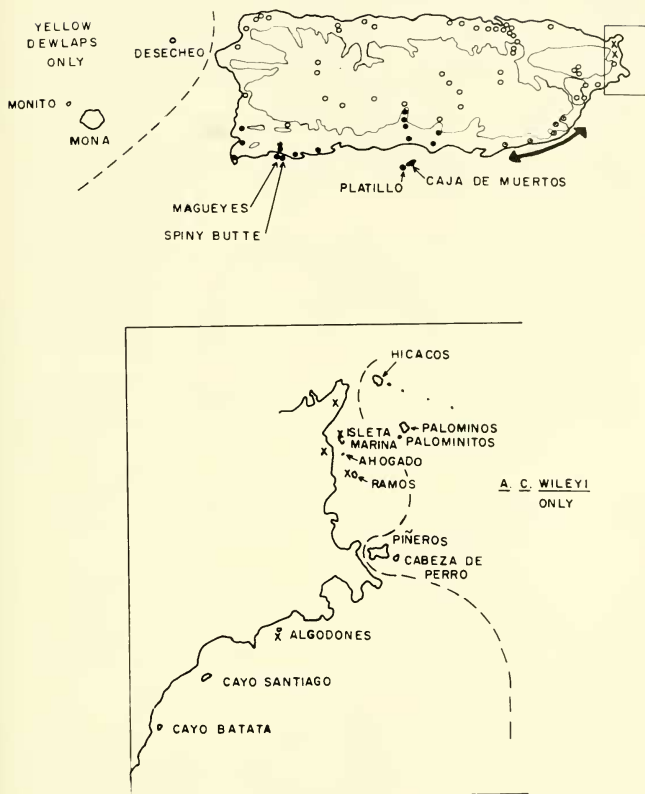 YELLOW
DEWLAPS
ONLY
DESECHEO
MONITO
MONA
PLATILLO
CAJA DE MUERTOS
MAGUEYES
SPINY BUTTE
HICACOS
X
X
ISLETA
MARINA
PALOMINOS
PALOMINITOS
X
AHOGADO
X
RAMOS
A. C. WILEYI
ONLY
PIÑEROS
CABEZA DE
PERRO
X
ALGODONES
CAYO SANTIAGO
CAYO BATATA